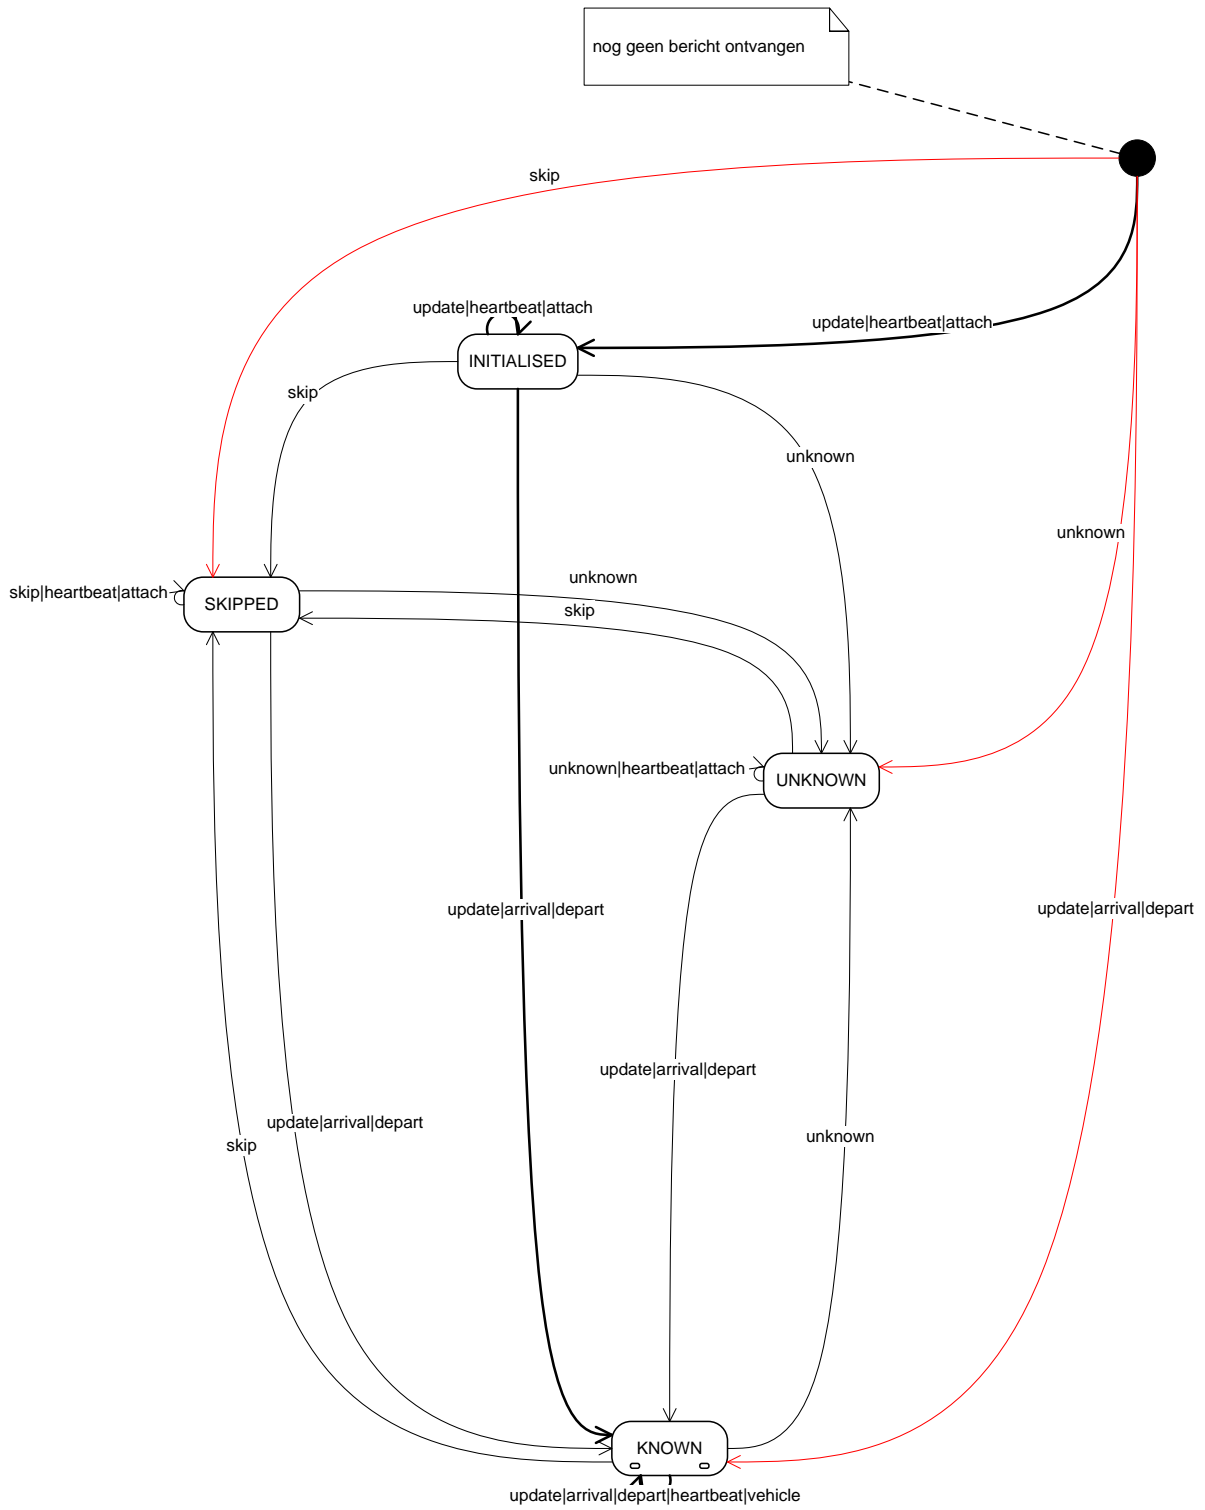 nog geen bericht ontvangen
skip
update|heartbeat|attach
update|heartbeat|attach
INITIALISED
skip
unknown
unknown
unknown
skip|heartbeat|attach
SKIPPED
skip
unknown|heartbeat|attach
UNKNOWN
update|arrival|depart
update|arrival|depart
update|arrival|depart
update|arrival|depart
unknown
skip
KNOWN
update|arrival|depart|heartbeat|vehicle